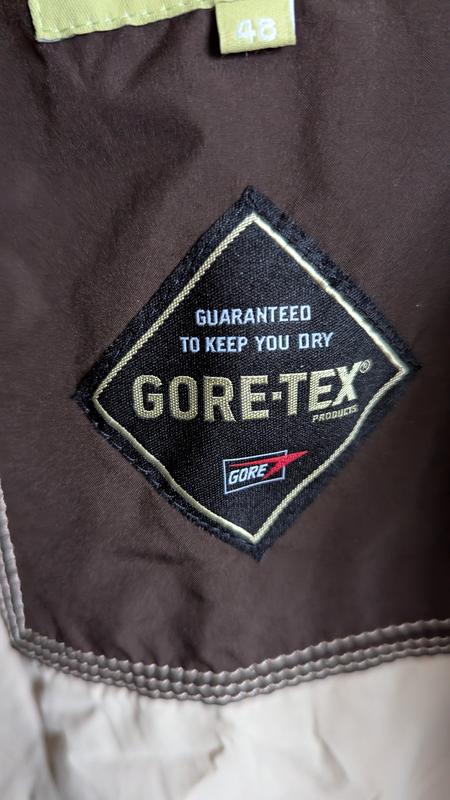 48
GUARANTEED
TO KEEP YOU DRY
GORE-TEX®
PRODUCTS
GORE